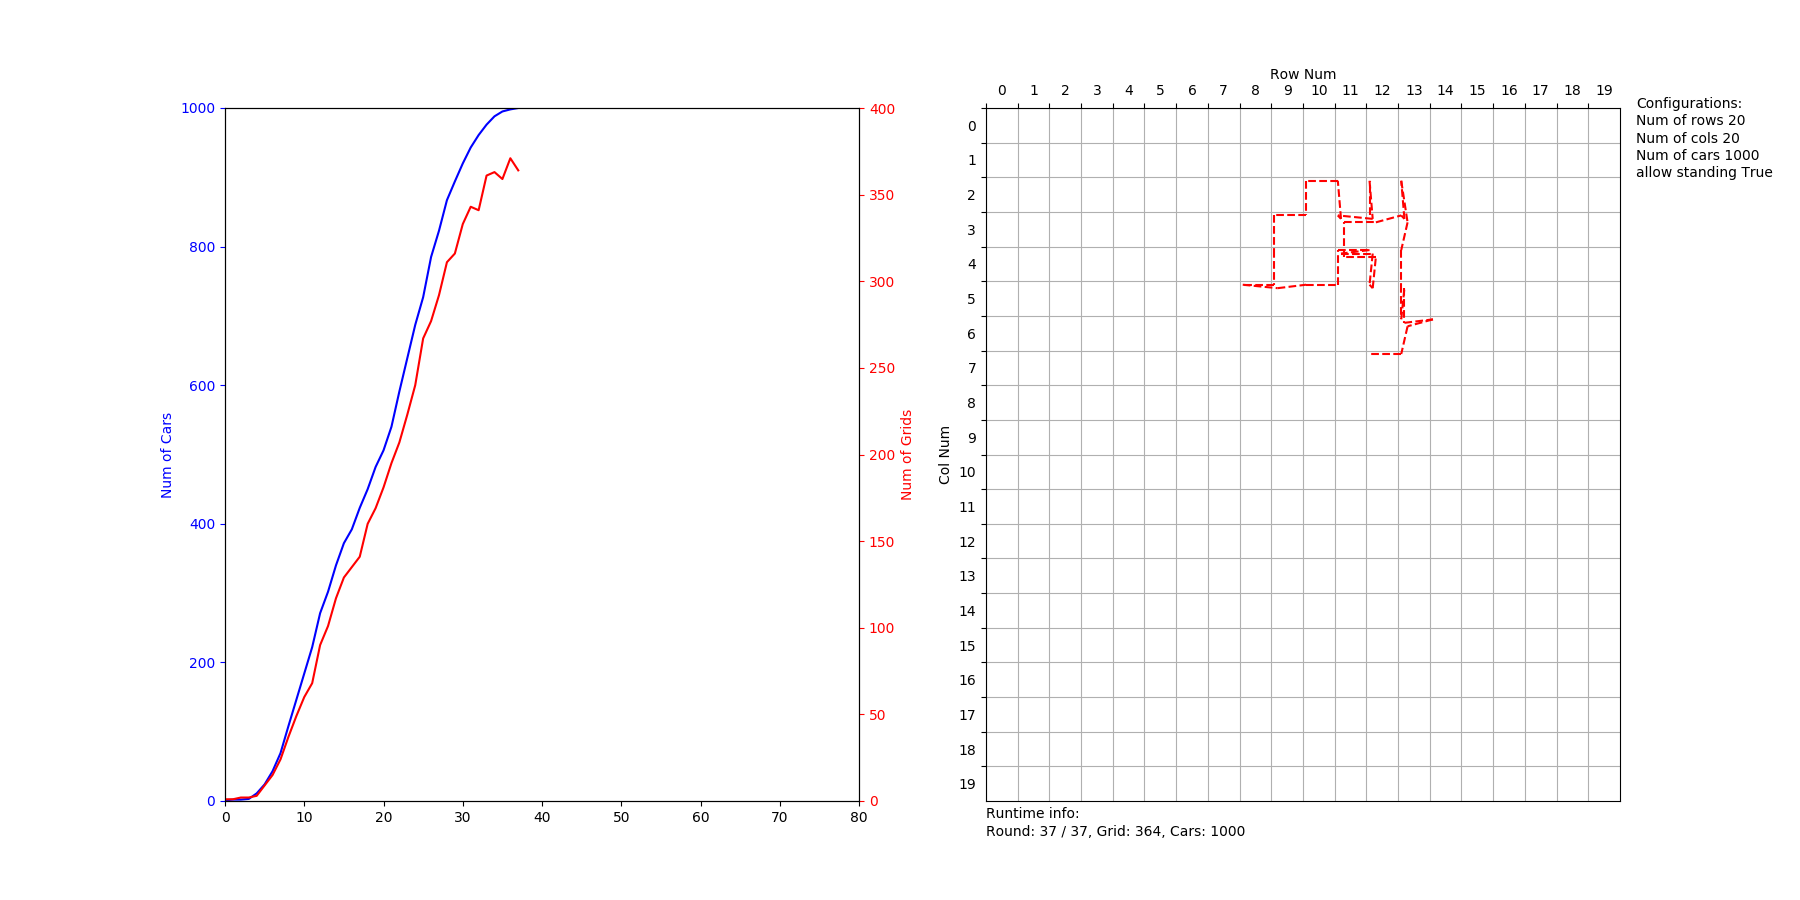 Num of Cars
1000
800
600
400
200
0
0 10 20 30 40 50 60 70 80
400
350
300
250
200
150
100
50
0
Num of Grids
Row Num
0 1 2 3 4 5 6 7 8 9 10 11 12 13 14 15 16 17 18 19
Col Num
0
1
2
3
4
5
6
7
8
9
10
11
12
13
14
15
16
17
18
19
Configurations:
Num of rows 20
Num of cols 20
Num of cars 1000
allow standing True
Runtime info:
Round: 37 / 37, Grid: 364, Cars: 1000